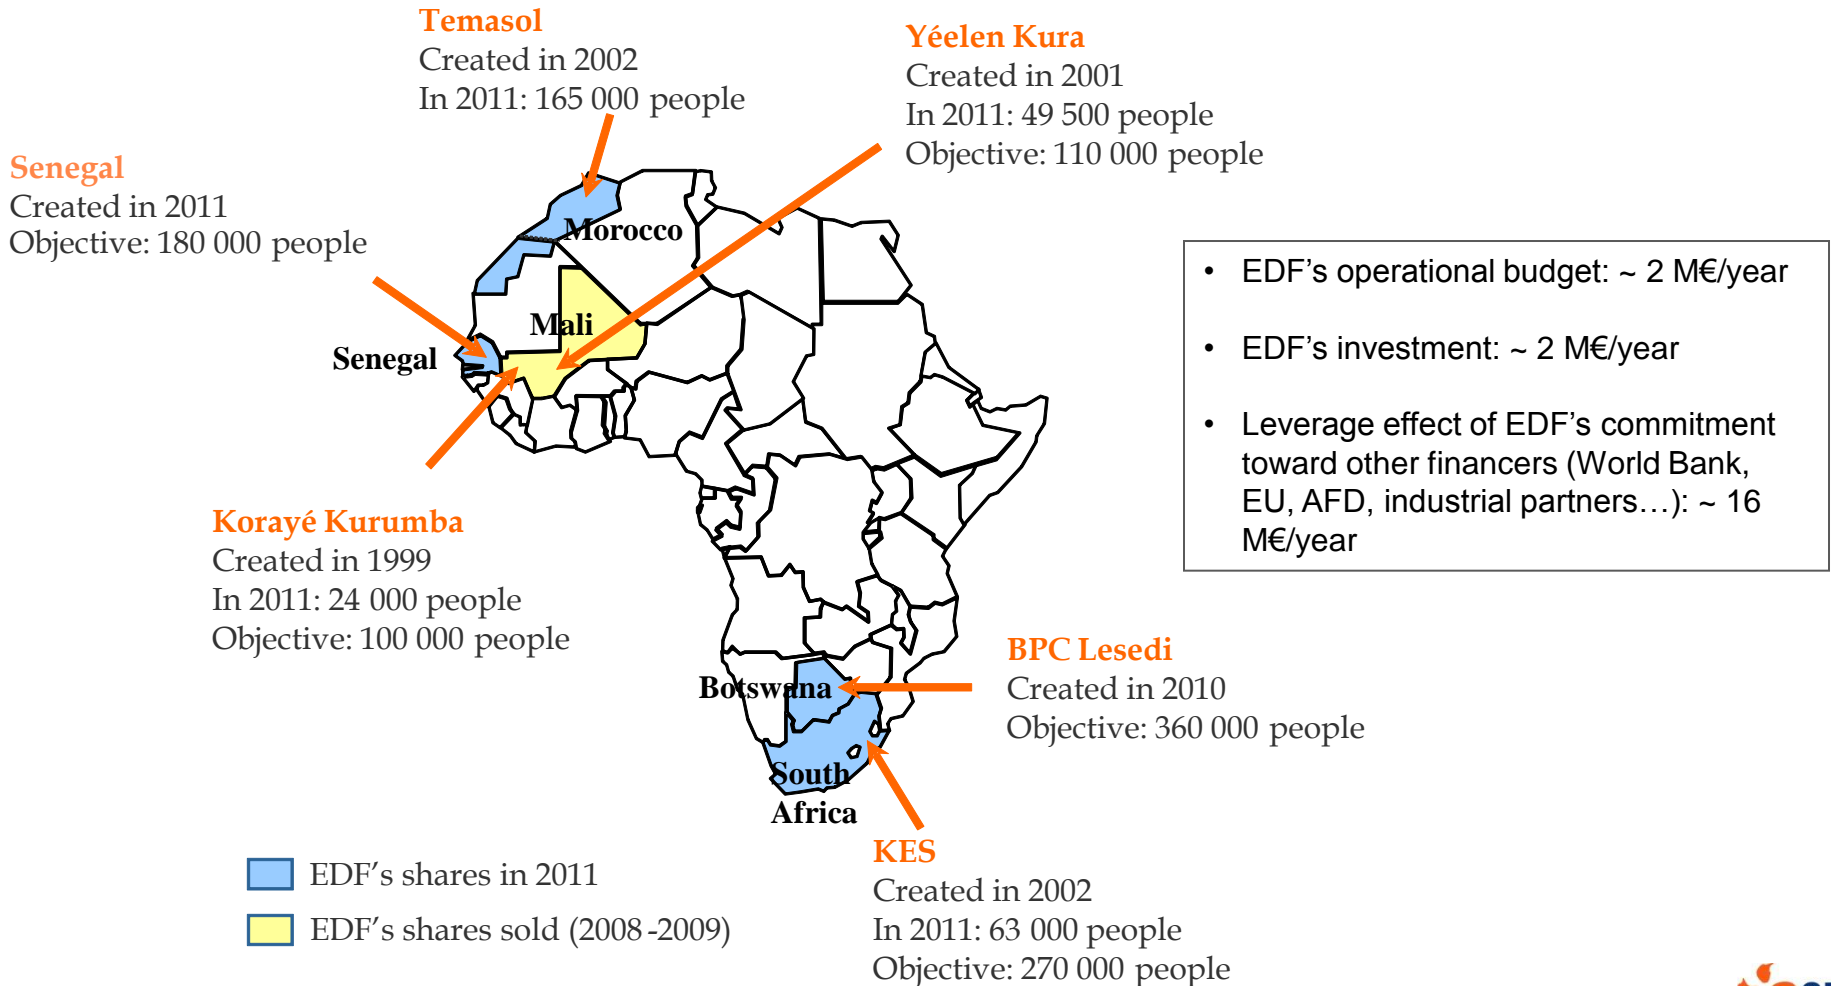 Temasol
Created in 2002
In 2011: 165 000 people
Yéelen Kura
Created in 2001
In 2011: 49 500 people
Objective: 110 000 people
Senegal
Created in 2011
Objective: 180 000 people
Morocco
Mali
Senegal
Korayé Kurumba
Created in 1999
In 2011: 24 000 people
Objective: 100 000 people
• EDF’s operational budget: ~ 2 M€/year
• EDF’s investment: ~ 2 M€/year
• Leverage effect of EDF’s commitment
toward other financers (World Bank,
EU, AFD, industrial partners…): ~ 16
M€/year
Botswana
South
Africa
BPC Lesedi
Created in 2010
Objective: 360 000 people
KES
Created in 2002
In 2011: 63 000 people
Objective: 270 000 people
EDF’s shares in 2011
EDF’s shares sold (2008-2009)